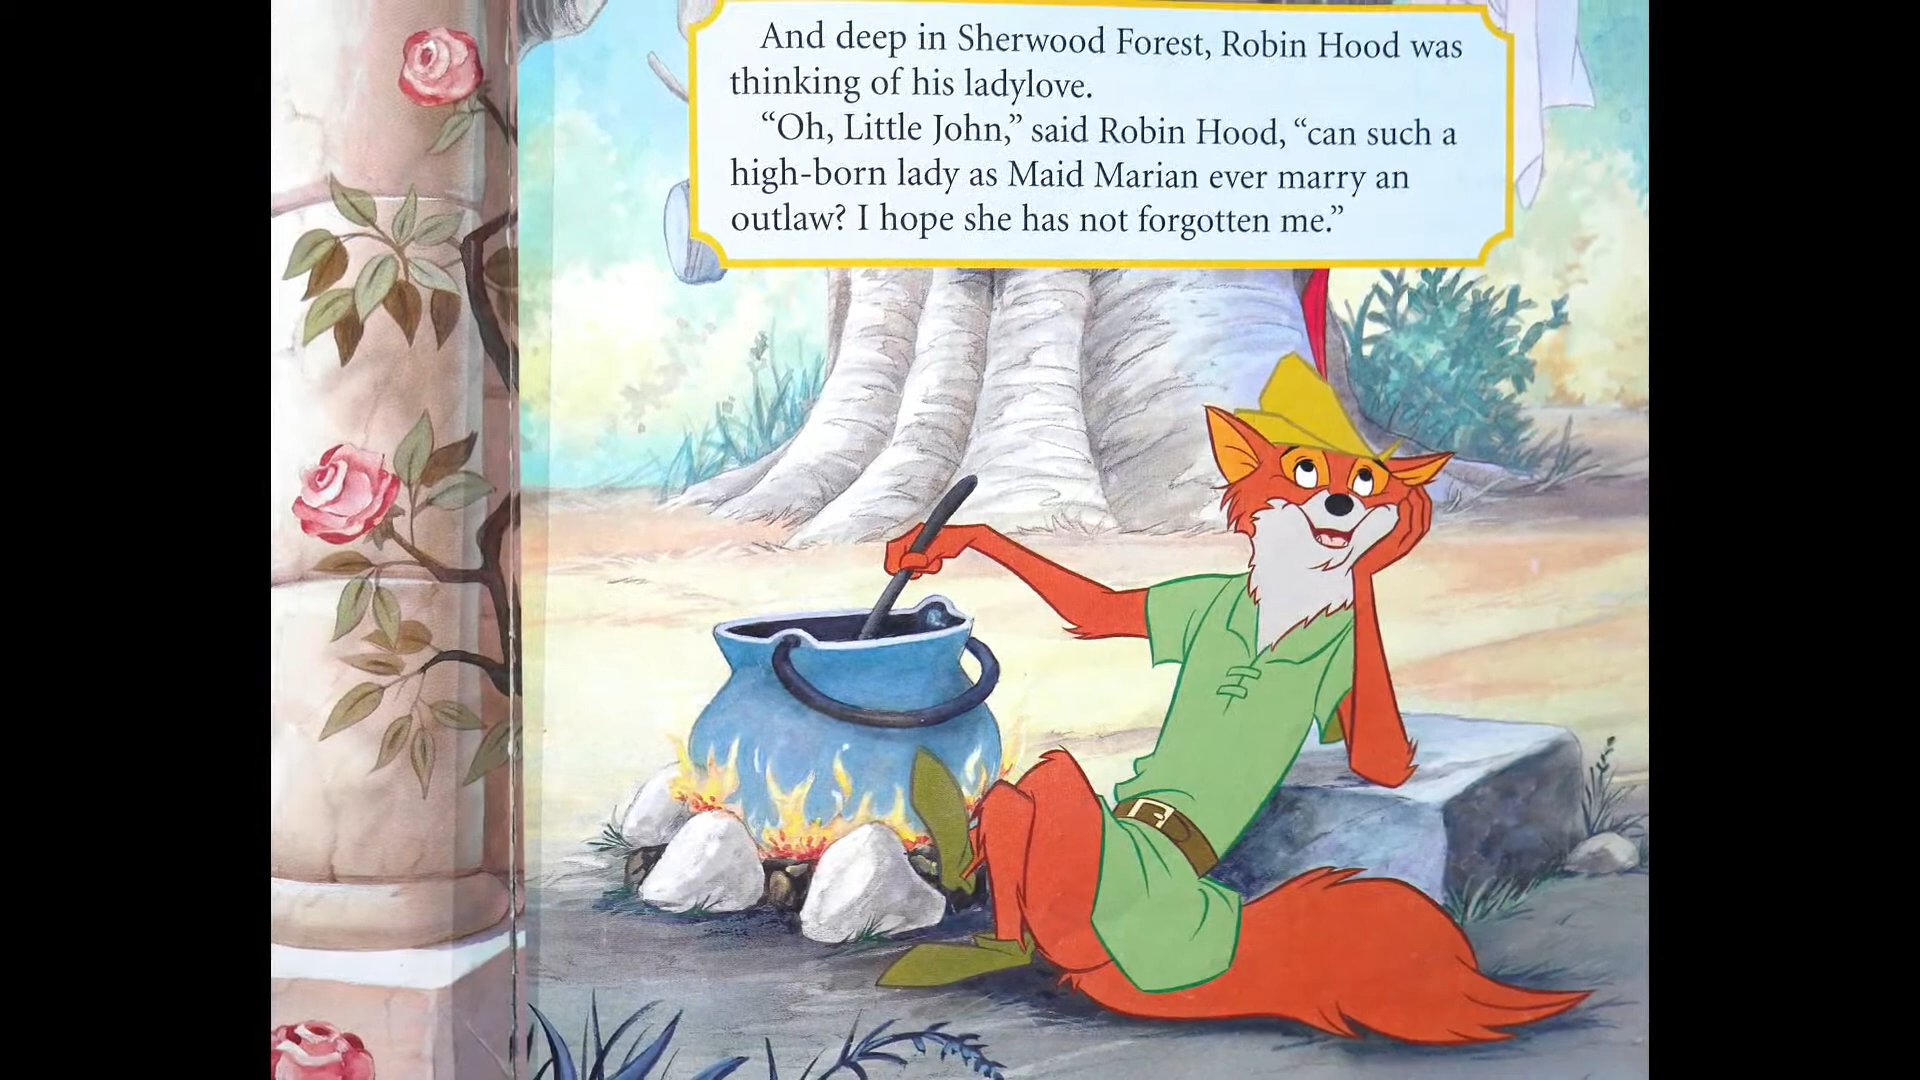 And deep in Sherwood Forest, Robin Hood was
thinking of his ladylove.
“Oh, Little John,” said Robin Hood, “can such a
high-born lady as Maid Marian ever marry an
outlaw? I hope she has not forgotten me.”